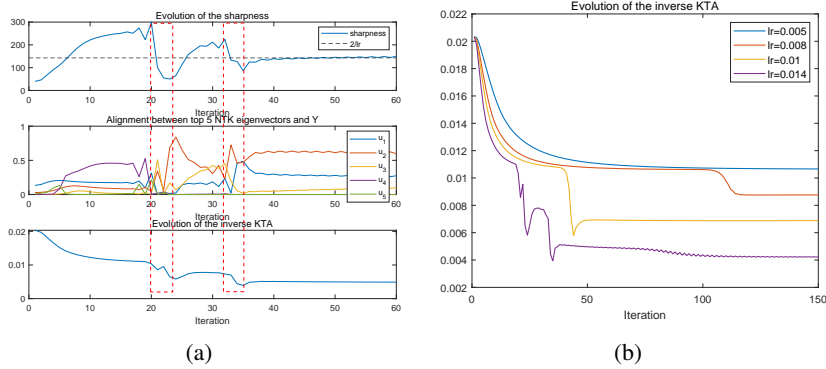 Evolution of the sharpness
300
200
100
0
sharpness
2/lr
0 10 20 30 40 50 60
Iteration
Alignment between top 5 NTK eigenvectors and Y
1
0.5
0
u1
u2
u3
u4
u5
0 10 20 30 40 50 60
Iteration
Evolution of the inverse KTA
0.02
0.01
0
0 10 20 30 40 50 60
Iteration
(a)
Evolution of the inverse KTA
0.022
0.02
0.018
0.016
0.014
0.012
0.01
0.008
0.006
0.004
0.002
lr=0.005
lr=0.008
lr=0.01
lr=0.014
0 50 100 150
Iteration
(b)